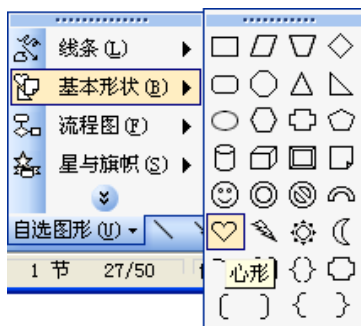 线条(L)
基本形状(B)
流程图(F)
星与旗帜(S)
自选图形(U)
1 节 27/50
心形